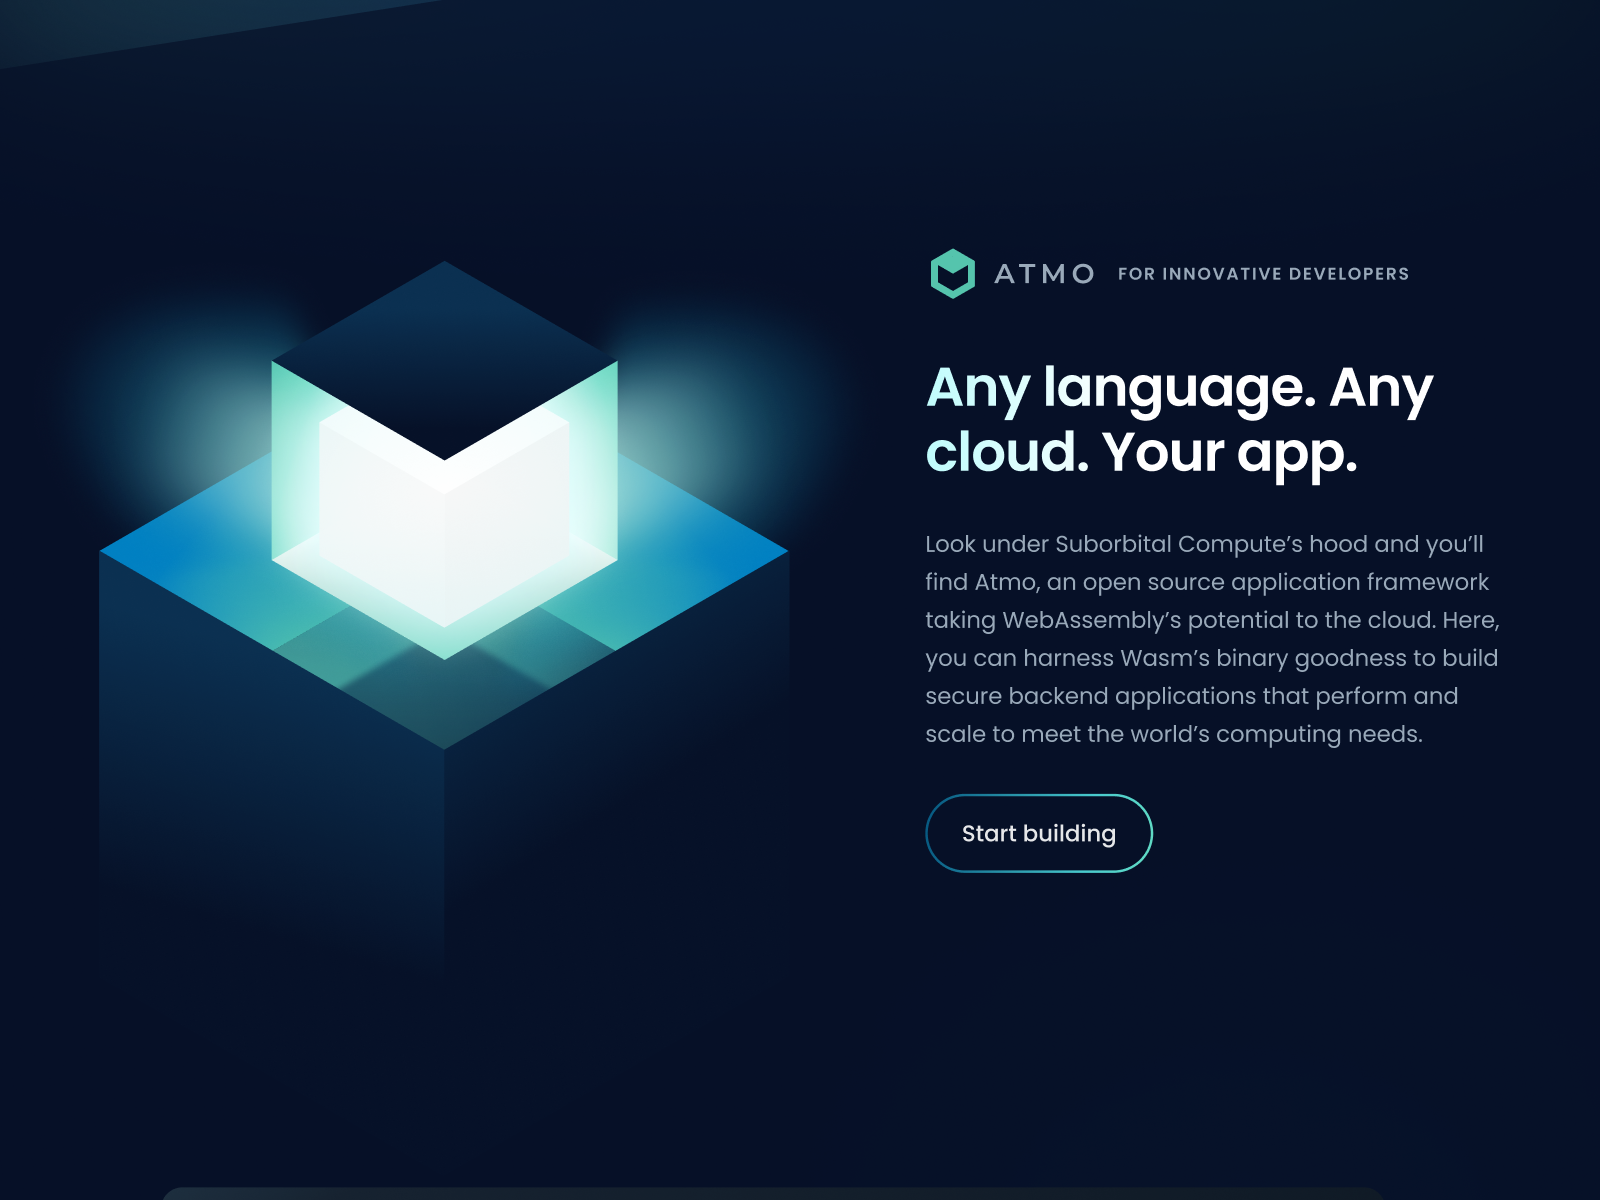 ATMO FOR INNOVATIVE DEVELOPERS
Any language. Any
cloud. Your app.
Look under Suborbital Compute’s hood and you’ll
find Atmo, an open source application framework
taking WebAssembly’s potential to the cloud. Here,
you can harness Wasm’s binary goodness to build
secure backend applications that perform and
scale to meet the world’s computing needs.
Start building